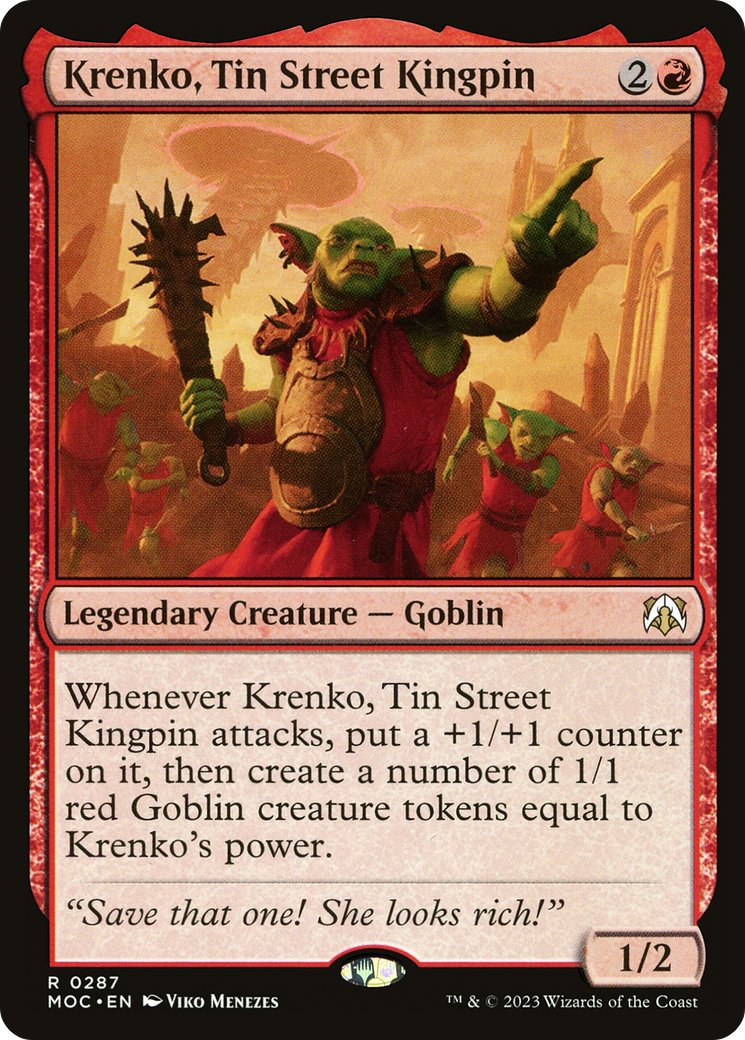 Krenko, Tin Street Kingpin 2
Legendary Creature — Goblin
Whenever Krenko, Tin Street
Kingpin attacks, put a +1/+1 counter
on it, then create a number of 1/1
red Goblin creature tokens equal to
Krenko's power.
“Save that one! She looks rich!”
1/2
R 0287
MOC • EN Viko Menezes
™ & © 2023 Wizards of the Coast